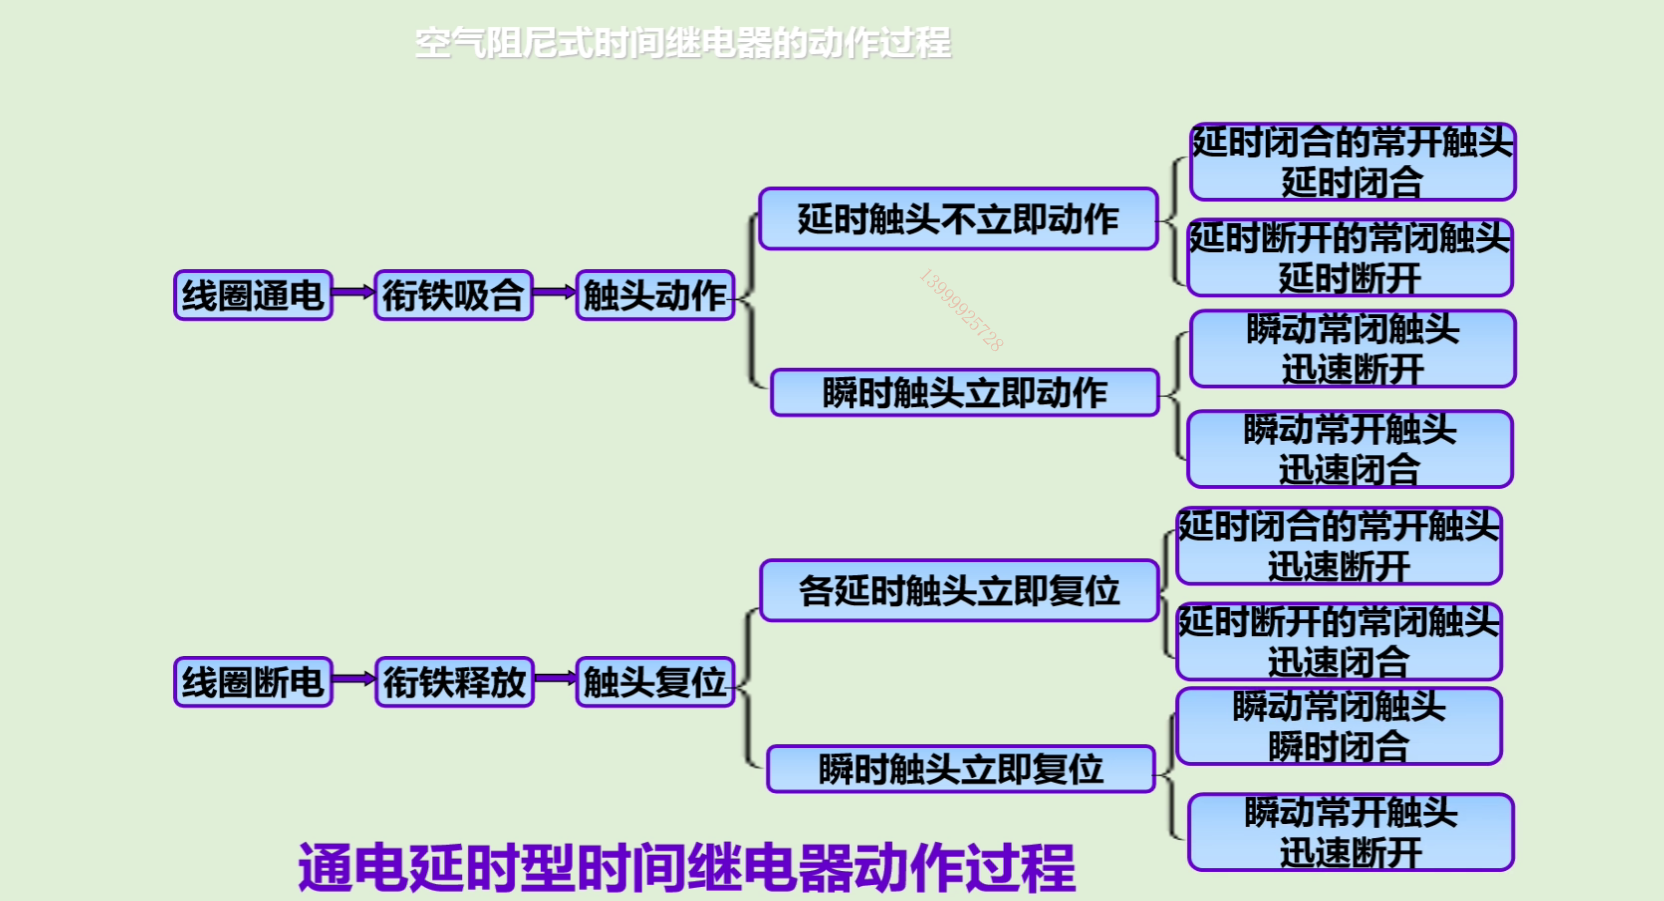 空气阻尼式时间继电器的动作过程
线圈通电
衔铁吸合
触头动作
延时触头不立即动作
延时闭合的常开触头
延时闭合
延时断开的常闭触头
延时断开
瞬时触头立即动作
瞬动常闭触头
迅速断开
瞬动常开触头
迅速闭合
13999925728
线圈断电
衔铁释放
触头复位
各延时触头立即复位
延时闭合的常开触头
迅速断开
延时断开的常闭触头
迅速闭合
瞬时触头立即复位
瞬动常闭触头
瞬时闭合
瞬动常开触头
迅速断开
通电延时型时间继电器动作过程